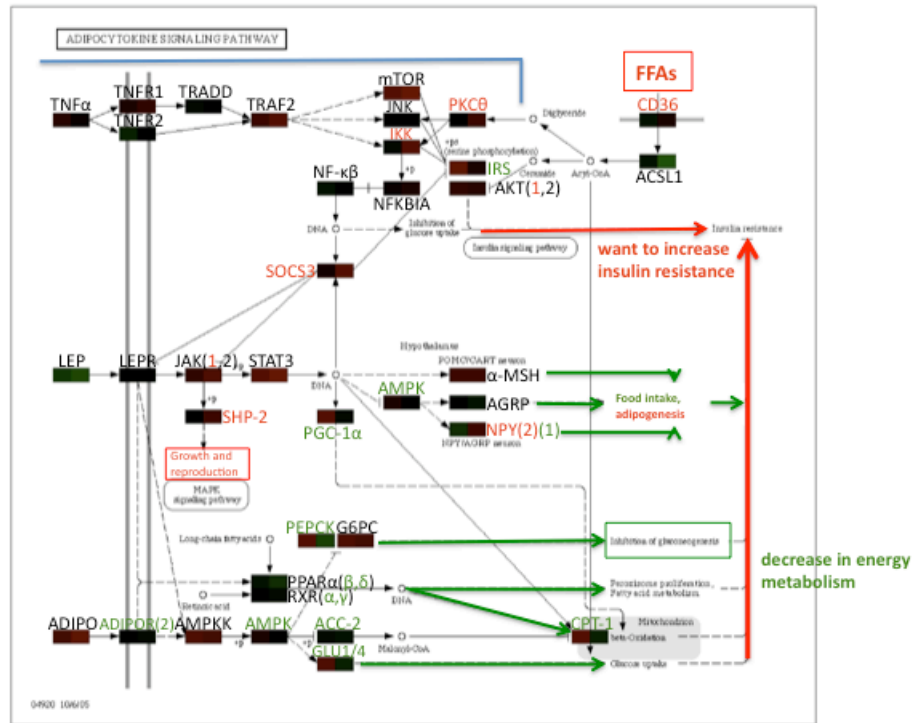 ADIPOCYTOKINE SIGNALING PATHWAY
FFAs
mTOR
TNFα
TNFR1
TRADD
TRAF2
JNK
PKCθ
CD36
TNFR2
Diglyceride
IKK
+ps
(serine phosphorylation)
+p
IRS
NF-κβ
AKT(1,2)
Ceramide
Acyl-CoA
ACSL1
NFKBIA
DNA
Inhibition of
glucose uptake
Insulin resistance
Insulin signaling pathway
want to increase
insulin resistance
SOCS3
Hypothalamus
POMC/CART neuron
LEP
LEPR
JAK(1,2)
+p
STAT3
α-MSH
DNA
AMPK
AGRP
Food intake,
adipogenesis
+p
SHP-2
PGC-1α
NPY(2)(1)
NPY/AGRP neuron
Growth and
reproduction
MAPK
signaling pathway
PEPCK
G6PC
Long-chain fatty acids
Inhibition of gluconeogenesis
decrease in energy
metabolism
PPARα(β,δ)
RXR(α,γ)
DNA
Peroxisome proliferation,
Fatty acid metabolism
Retinoic acid
ADIPO
ADIPOR(2)
AMPKK
AMPK
ACC-2
CPT-1
Mitochondrion
beta-Oxidation
+p
+p
Malonyl-CoA
GLU1/4
Glucose uptake
04920 10/6/05